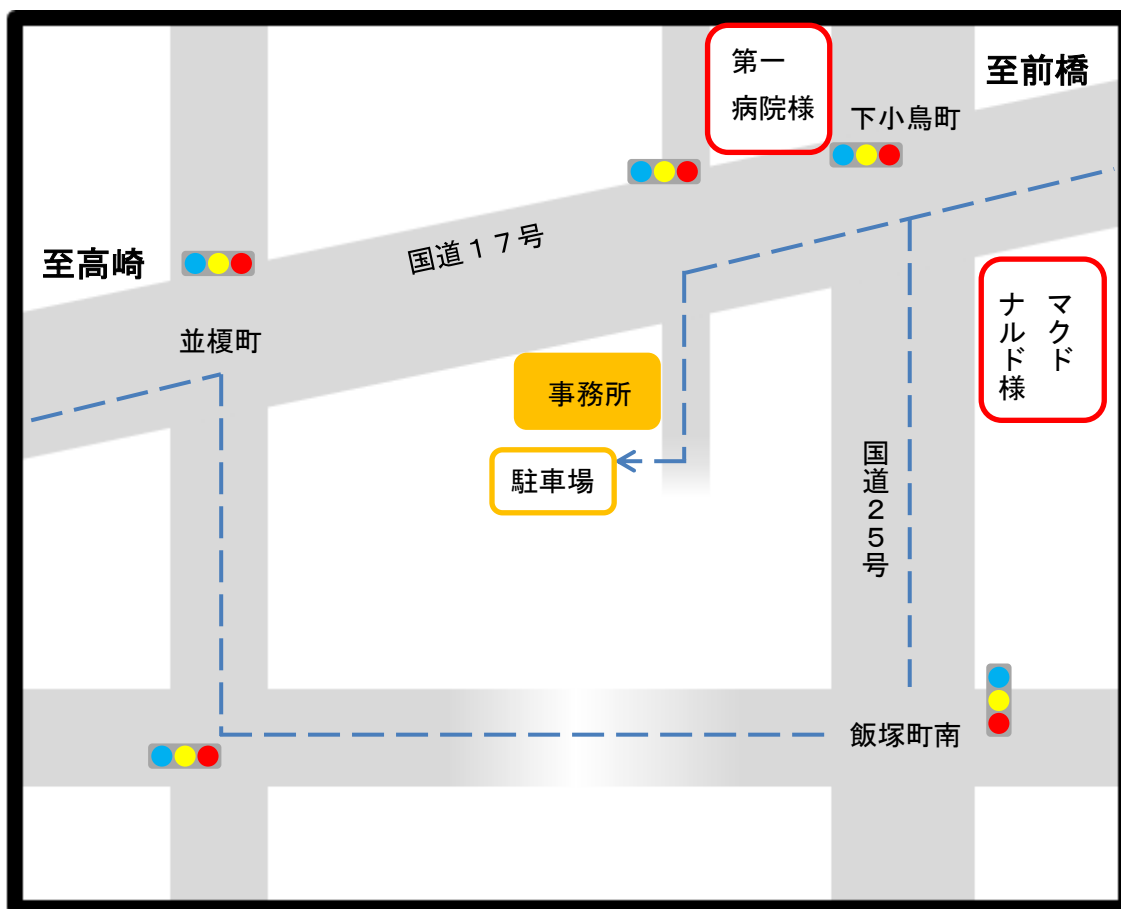 第一
病院様
至前橋
下小鳥町
国道１７号
至高崎
並榎町
マクド
ナルド様
事務所
駐車場
国道２５号
飯塚町南